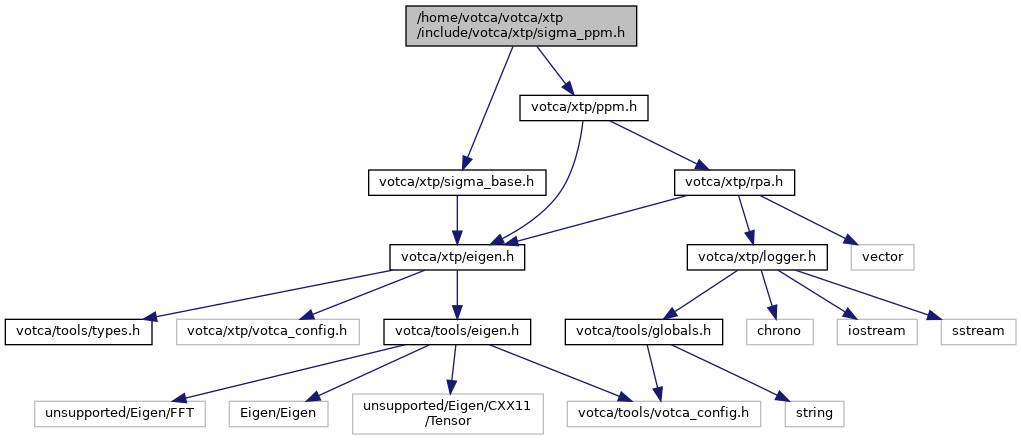 /home/votca/votca/xtp
/include/votca/xtp/sigma_ppm.h
votca/xtp/ppm.h
votca/xtp/sigma_base.h
votca/xtp/rpa.h
votca/xtp/eigen.h
votca/xtp/logger.h
vector
votca/tools/types.h
votca/xtp/votca_config.h
votca/tools/eigen.h
votca/tools/globals.h
chrono
iostream
sstream
unsupported/Eigen/FFT
Eigen/Eigen
unsupported/Eigen/CXX11
/Tensor
votca/tools/votca_config.h
string